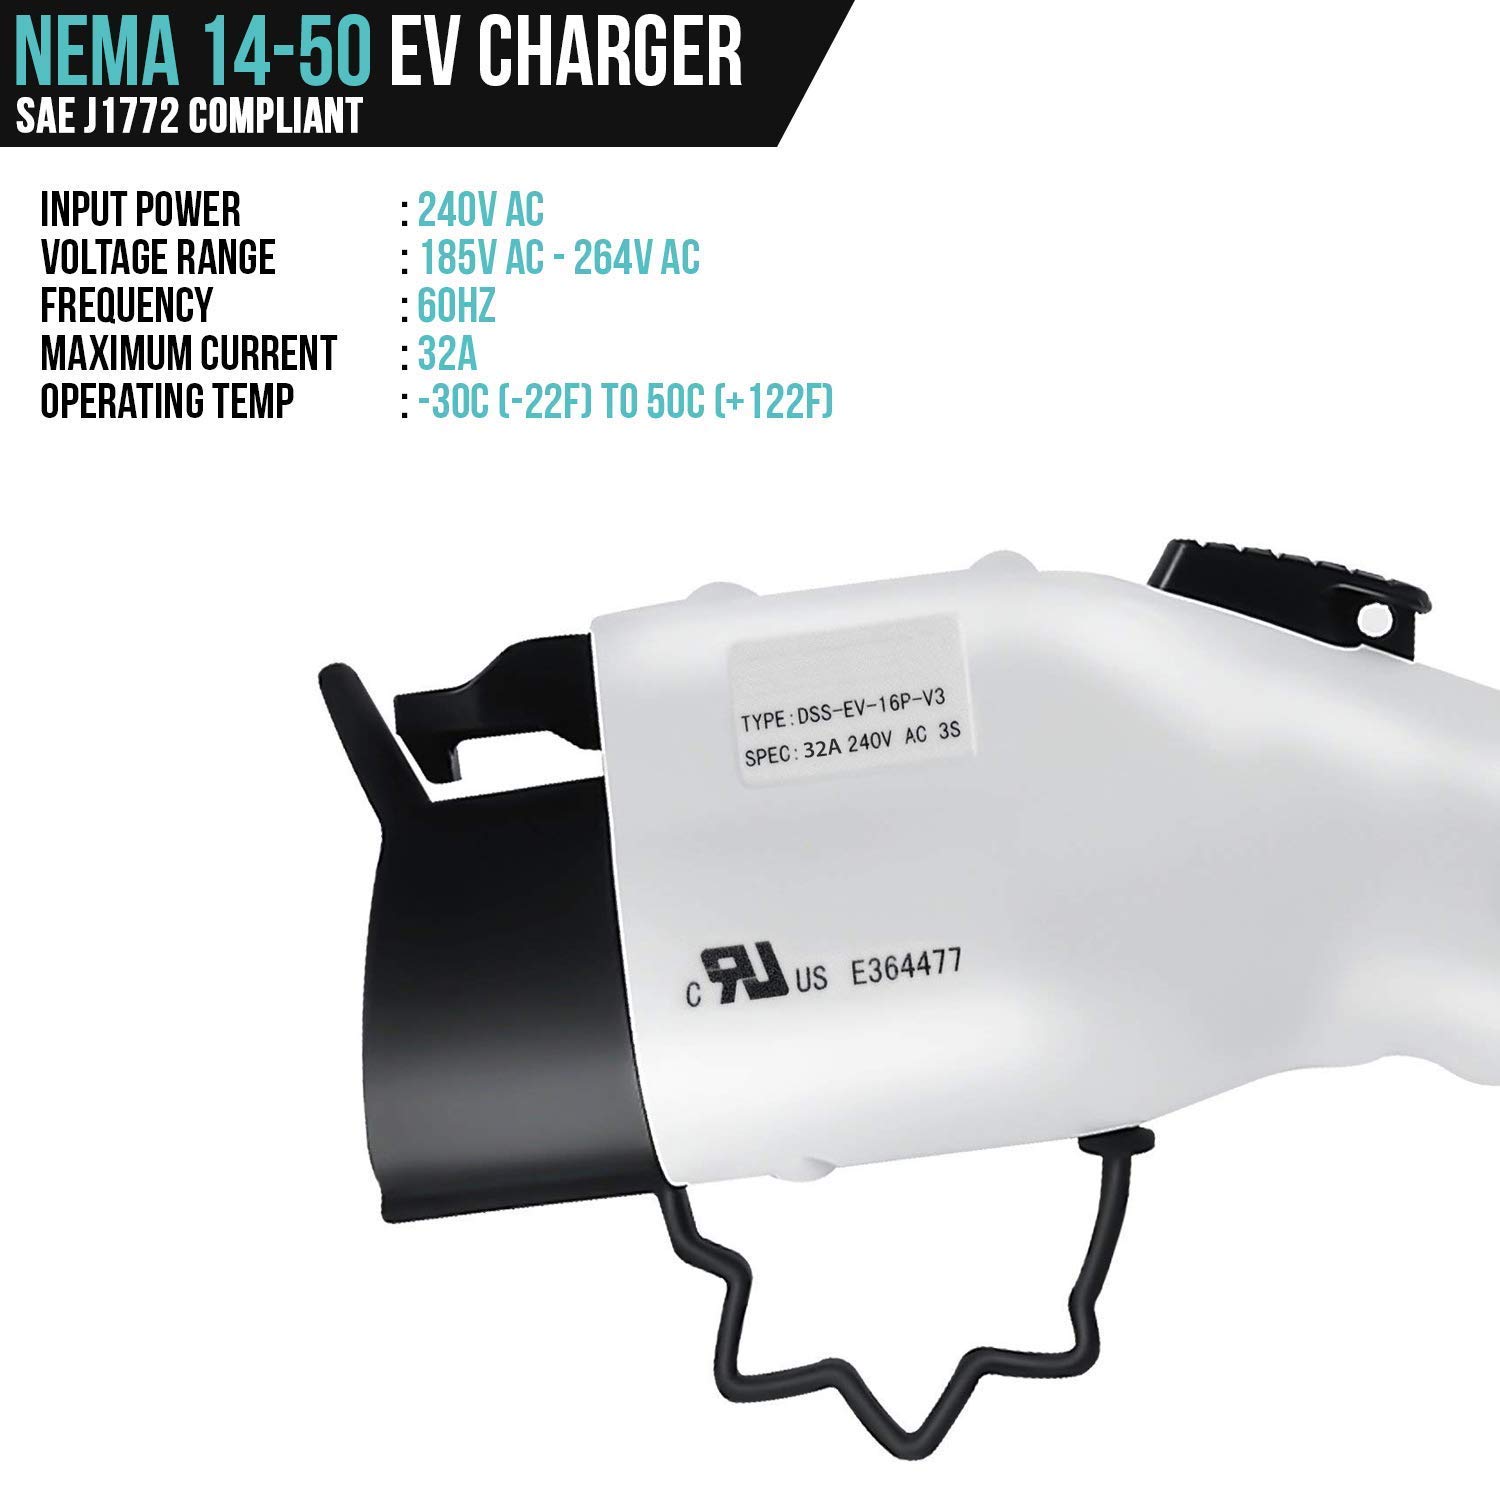 NEMA 14-50 EV CHARGER
SAE J1772 COMPLIANT
INPUT POWER : 240V AC
VOLTAGE RANGE : 185V AC - 264V AC
FREQUENCY : 60HZ
MAXIMUM CURRENT : 32A
OPERATING TEMP : -30C (-22F) TO 50C (+122F)
TYPE:DSS-EV-16P-V3
SPEC: 32A 240V AC 3S
C RU US E364477